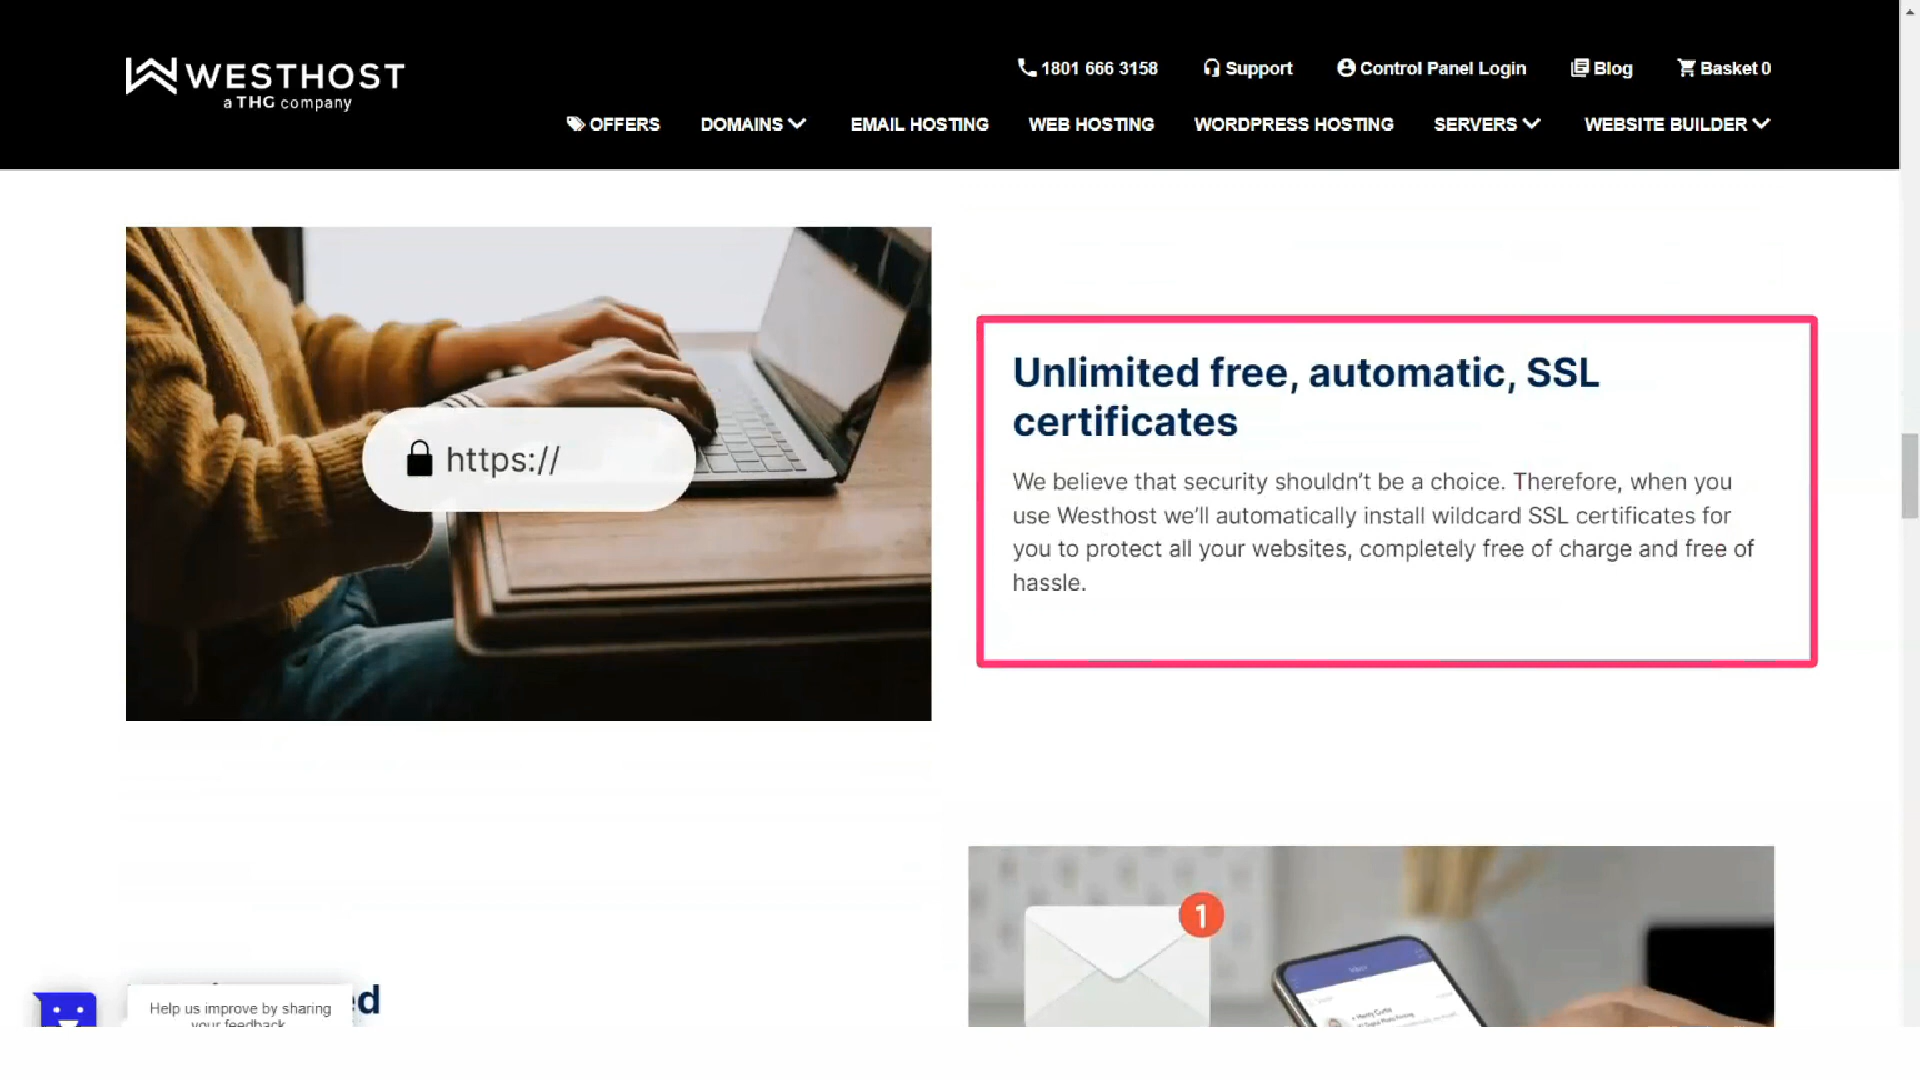 WESTHOST
a THG company
1801 666 3158
Support
Control Panel Login
Blog
Basket 0
OFFERS
DOMAINS
EMAIL HOSTING
WEB HOSTING
WORDPRESS HOSTING
SERVERS
WEBSITE BUILDER
https://
Unlimited free, automatic, SSL
certificates
We believe that security shouldn't be a choice. Therefore, when you
use Westhost we'll automatically install wildcard SSL certificates for
you to protect all your websites, completely free of charge and free of
hassle.
1
Help us improve by sharing
your feedback